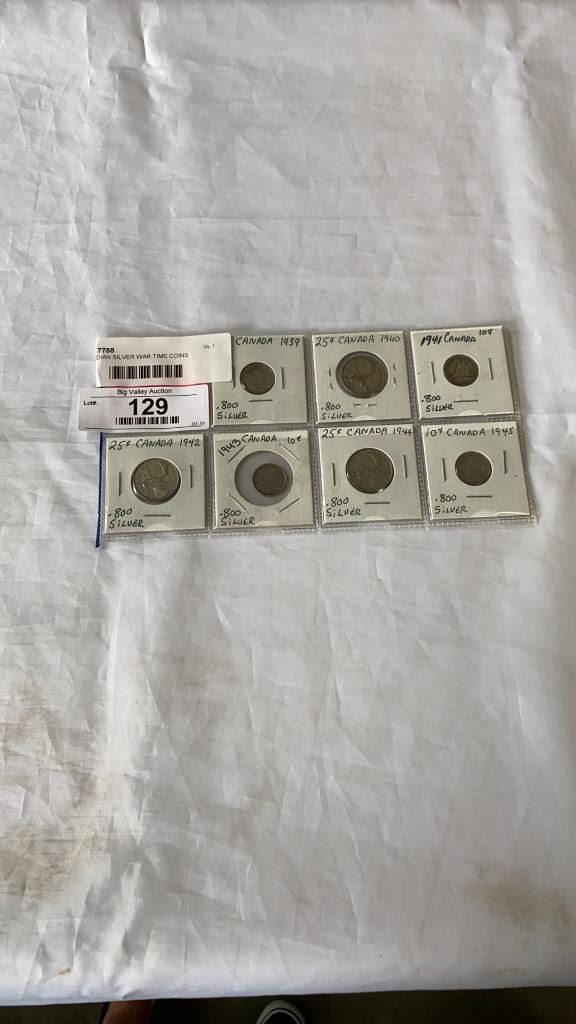 7788
Qty: 1
DIAN SILVER WAR TIME COINS
Big Valley Auction
Lot#:
129
CANADA 1939
.800
SILVER
25¢ CANADA 1940
.800
SILVER
1941 CANADA 10¢
.800
SILVER
25¢ CANADA 1942
.800
SILVER
1943 CANADA 10¢
.800
SILVER
25¢ CANADA 1944
.800
SILVER
10¢ CANADA 1945
.800
SILVER